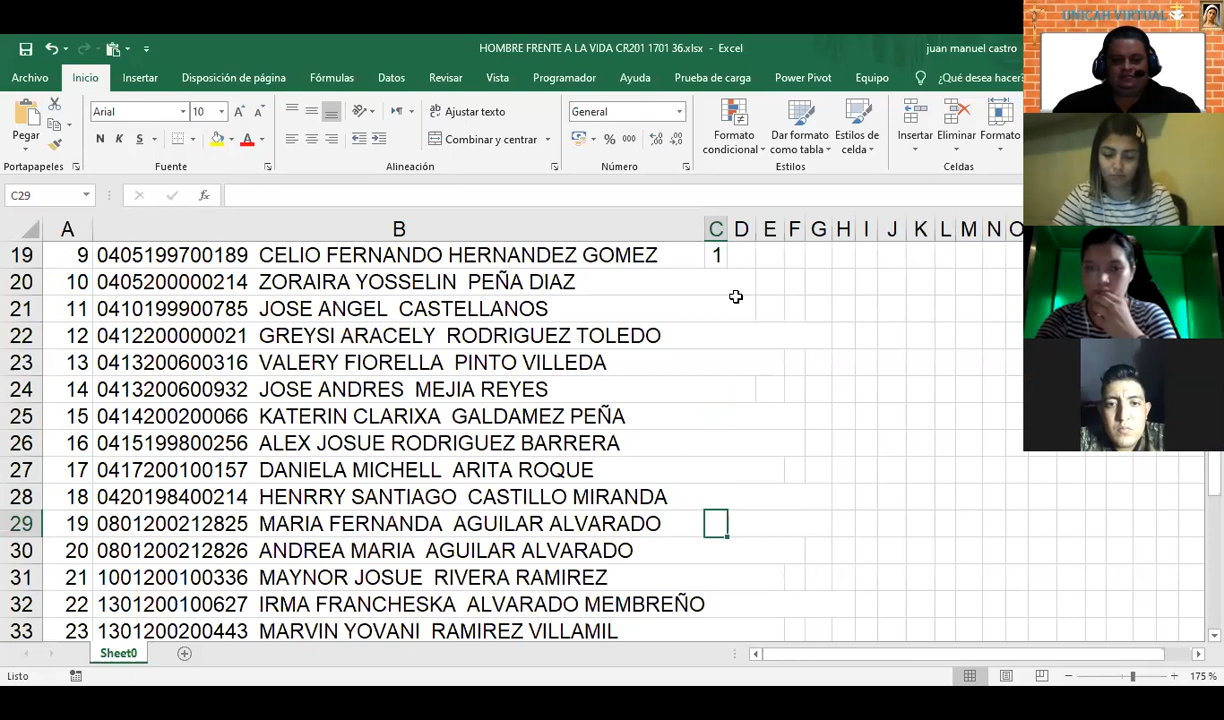 UNICAH VIRTUAL
HOMBRE FRENTE A LA VIDA CR201 1701 36.xlsx - Excel
juan manuel castro
Archivo Inicio Insertar Disposición de página Fórmulas Datos Revisar Vista Programador Ayuda Prueba de carga Power Pivot Equipo ¿Qué desea hacer?
Pegar
Arial 10
N K S
Ajustar texto
Combinar y centrar
General
% 000
Formato condicional
Dar formato como tabla
Estilos de celda
Insertar Eliminar Formato
Portapapeles Fuente Alineación Número Estilos Celdas
C29 fx
A B C D E F G H I J K L M N O
19 9 0405199700189 CELIO FERNANDO HERNANDEZ GOMEZ 1
20 10 0405200000214 ZORAIRA YOSSELIN PEÑA DIAZ
21 11 0410199900785 JOSE ANGEL CASTELLANOS
22 12 0412200000021 GREYSI ARACELY RODRIGUEZ TOLEDO
23 13 0413200600316 VALERY FIORELLA PINTO VILLEDA
24 14 0413200600932 JOSE ANDRES MEJIA REYES
25 15 0414200200066 KATERIN CLARIXA GALDAMEZ PEÑA
26 16 0415199800256 ALEX JOSUE RODRIGUEZ BARRERA
27 17 0417200100157 DANIELA MICHELL ARITA ROQUE
28 18 0420198400214 HENRRY SANTIAGO CASTILLO MIRANDA
29 19 0801200212825 MARIA FERNANDA AGUILAR ALVARADO
30 20 0801200212826 ANDREA MARIA AGUILAR ALVARADO
31 21 1001200100336 MAYNOR JOSUE RIVERA RAMIREZ
32 22 1301200100627 IRMA FRANCHESKA ALVARADO MEMBREÑO
33 23 1301200200443 MARVIN YOVANI RAMIREZ VILLAMIL
Sheet0
Listo
175 %